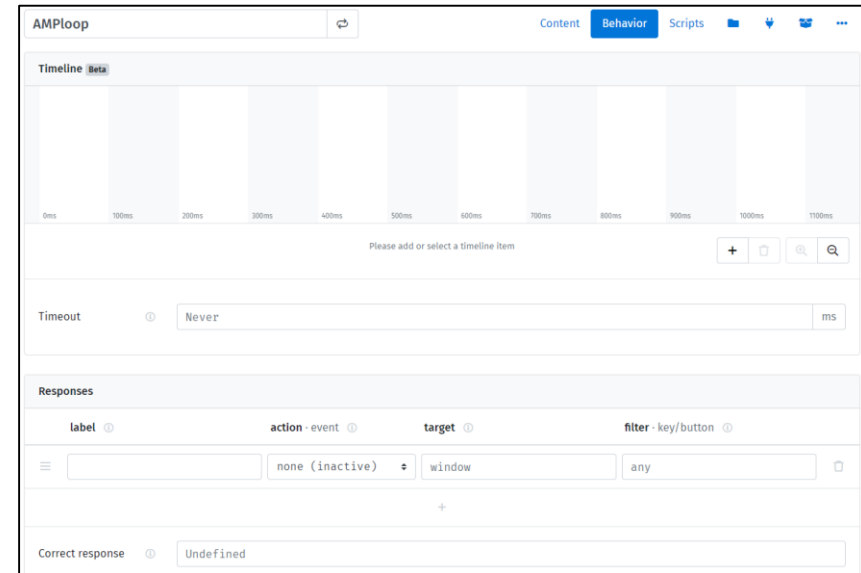 AMPloop Content Behavior Scripts
Timeline Beta
0ms 100ms 200ms 300ms 400ms 500ms 600ms 700ms 800ms 900ms 1000ms 1100ms
Please add or select a timeline item
Timeout Never ms
Responses
label action · event target filter · key/button
none (inactive) window any
Correct response Undefined